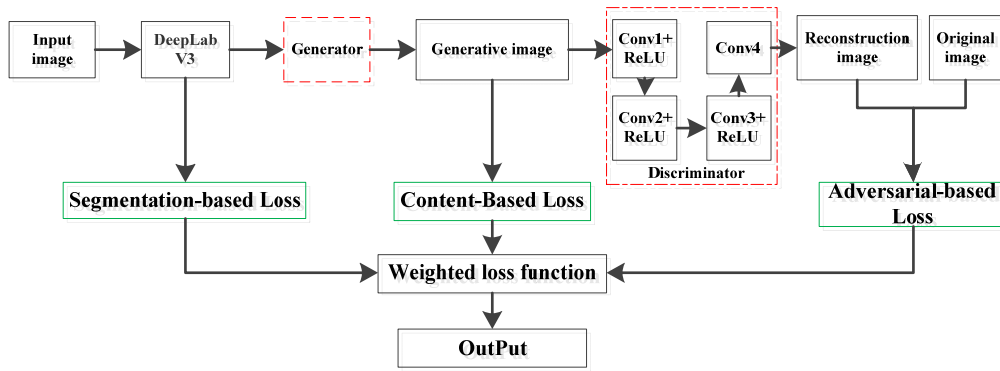 Input
image
DeepLab
V3
Generator
Generative image
Conv1+
ReLU
Conv4
Conv2+
ReLU
Conv3+
ReLU
Discriminator
Reconstruction
image
Original
image
Segmentation-based Loss
Content-Based Loss
Adversarial-based
Loss
Weighted loss function
OutPut